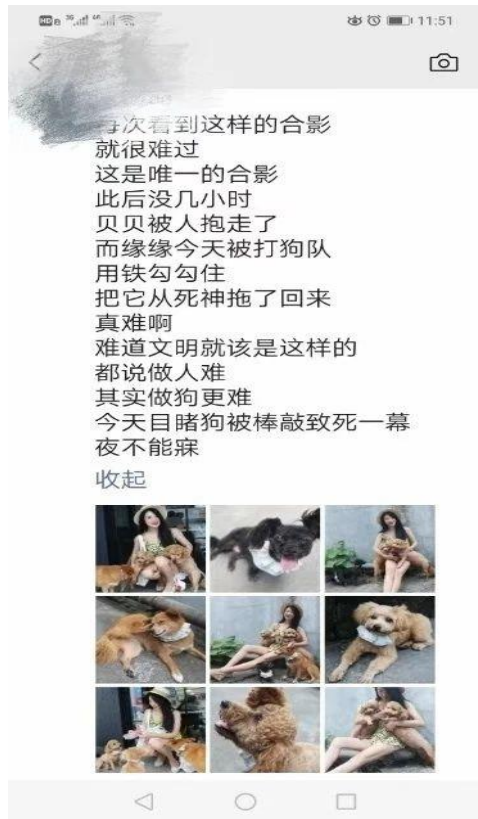 HD 3G 4G 11:51
每次看到这样的合影
就很难过
这是唯一的合影
此后没几小时
贝贝被人抱走了
而缘缘今天被打狗队
用铁勾勾住
把它从死神拖了回来
真难啊
难道文明就该是这样的
都说做人难
其实做狗更难
今天目睹狗被棒敲致死一幕
夜不能寐
收起